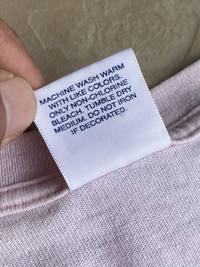 MACHINE WASH WARM
WITH LIKE COLORS.
ONLY NON-CHLORINE
BLEACH. TUMBLE DRY
MEDIUM. DO NOT IRON
IF DECORATED.